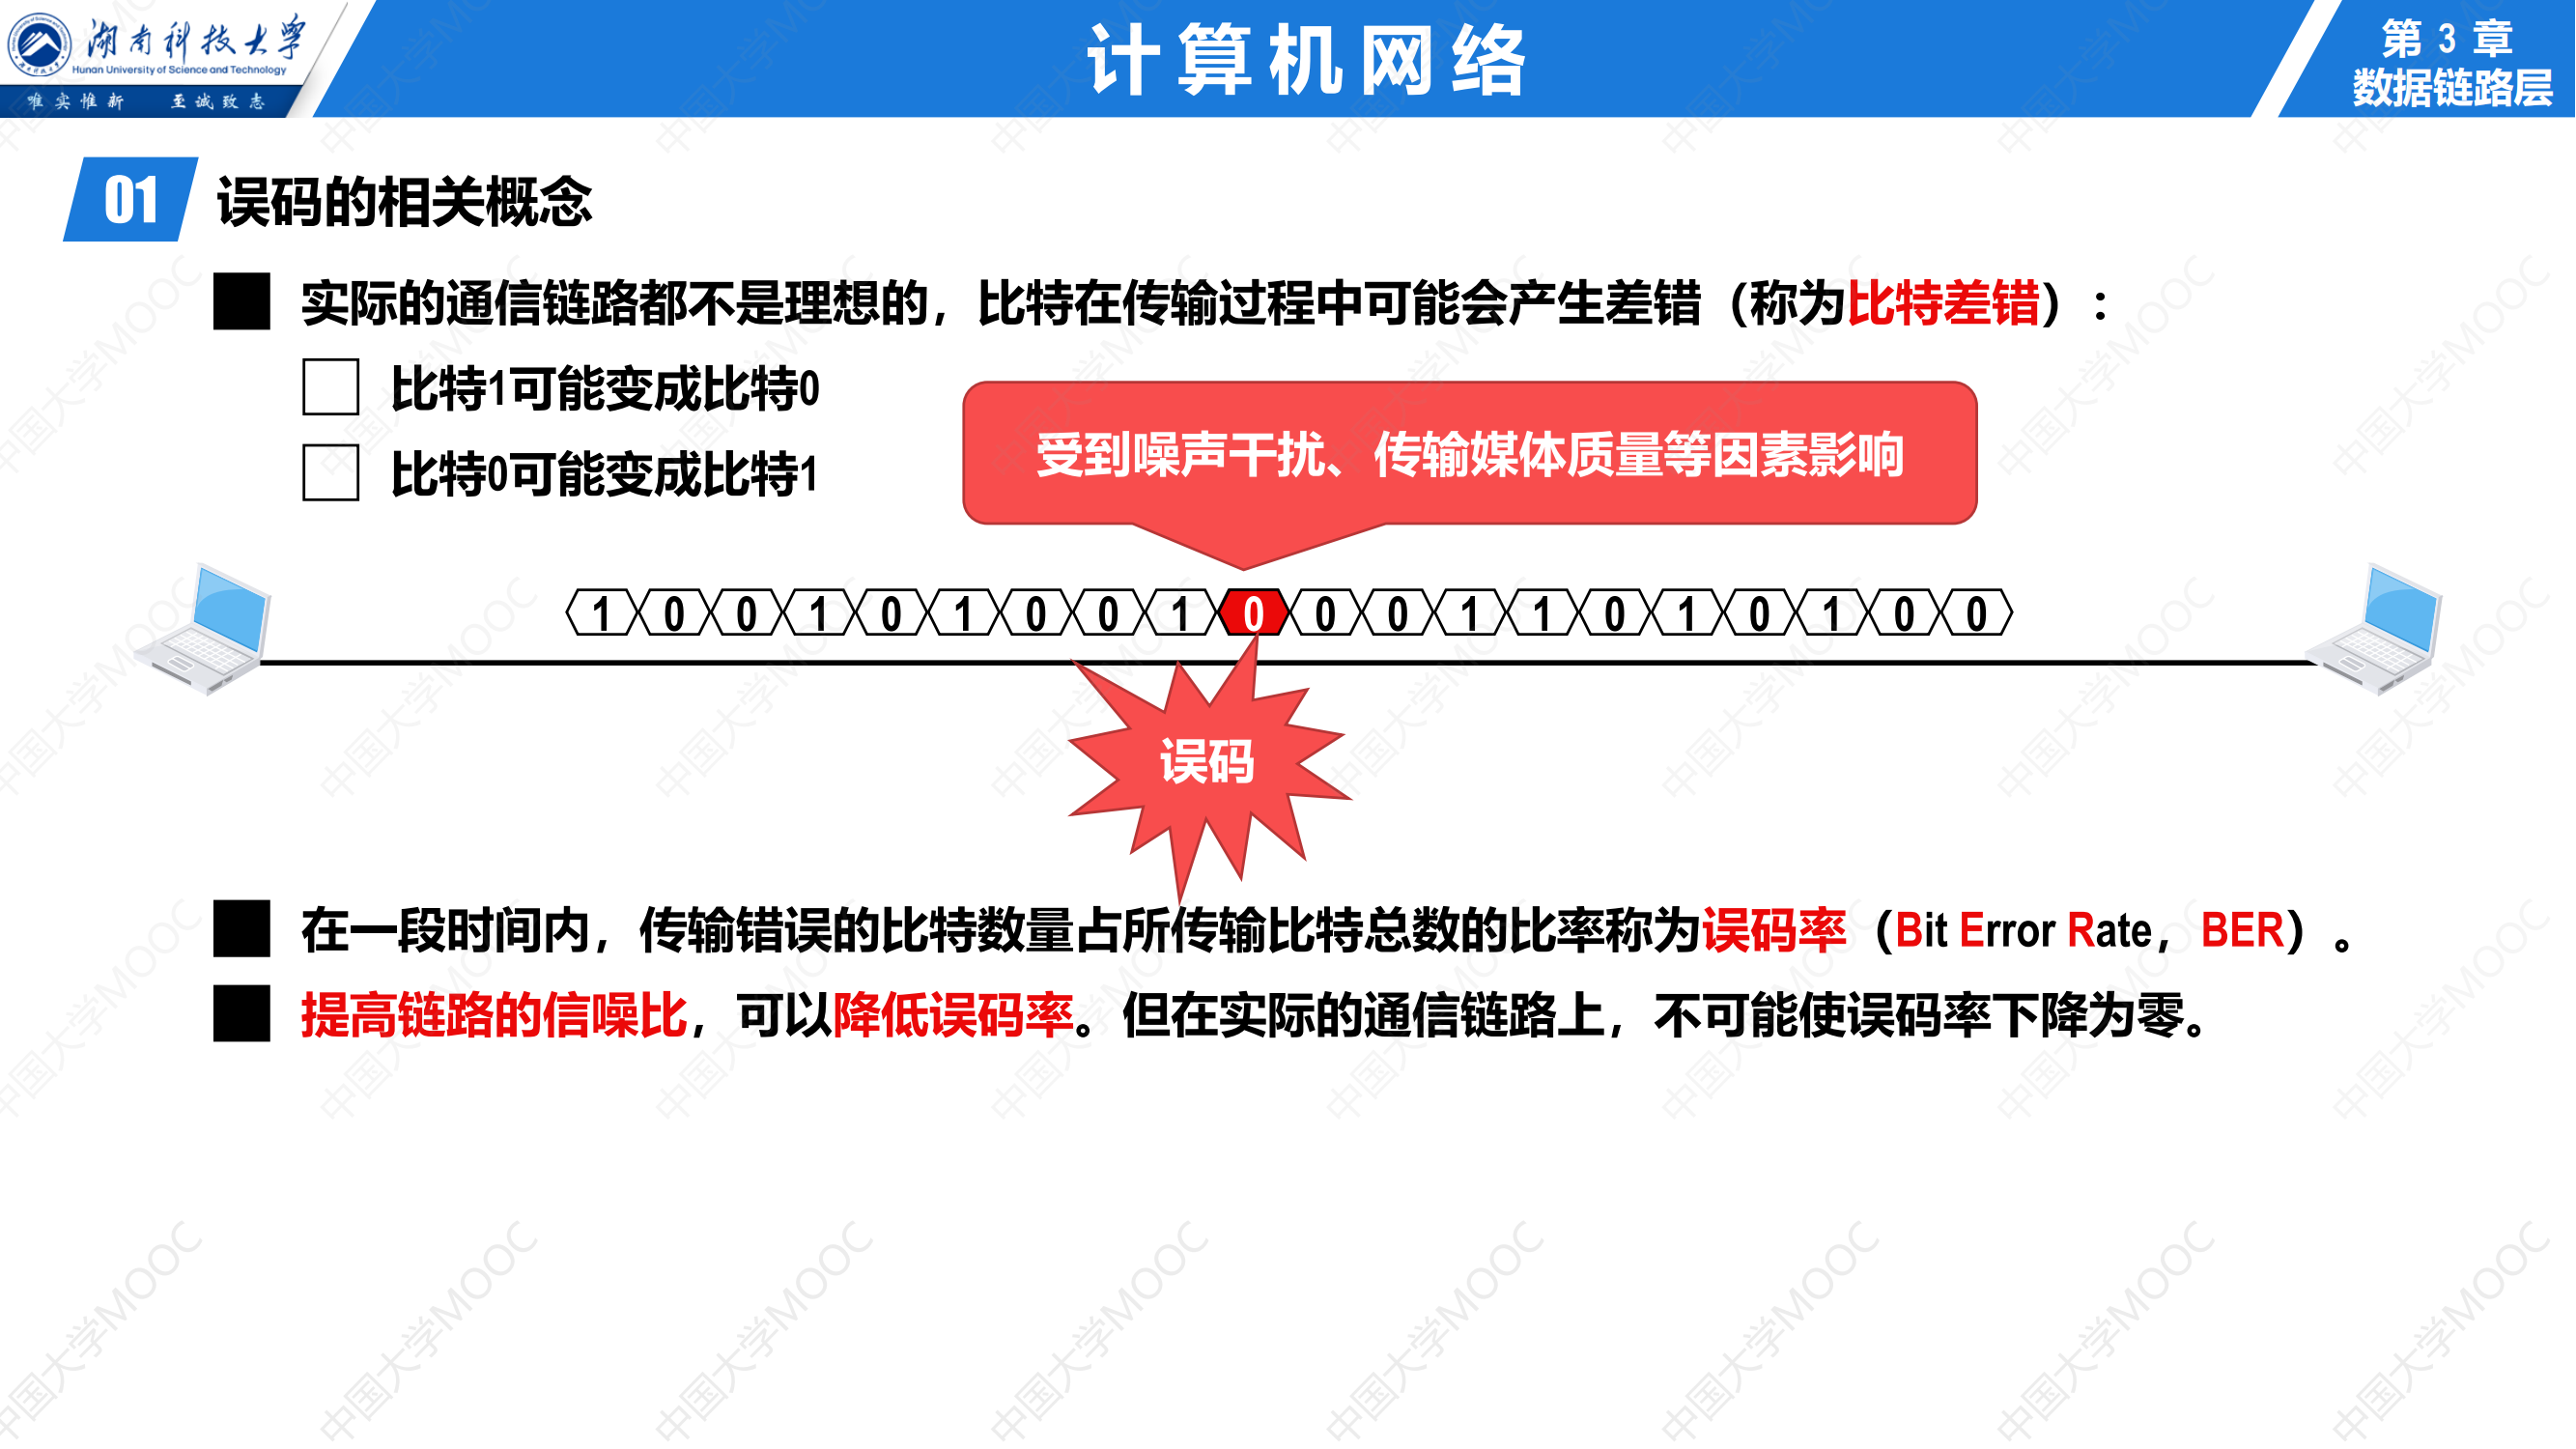 湖南科技大学
Hunan University of Science and Technology
唯实惟新 至诚致志
计算机网络
第 3 章
数据链路层
01 误码的相关概念
实际的通信链路都不是理想的，比特在传输过程中可能会产生差错（称为比特差错）：
比特1可能变成比特0
比特0可能变成比特1
受到噪声干扰、传输媒体质量等因素影响
1 0 0 1 0 1 0 0 1 0 0 0 1 1 0 1 0 1 0 0
误码
在一段时间内，传输错误的比特数量占所传输比特总数的比率称为误码率（Bit Error Rate，BER）。
提高链路的信噪比，可以降低误码率。但在实际的通信链路上，不可能使误码率下降为零。
中国大学MOOC